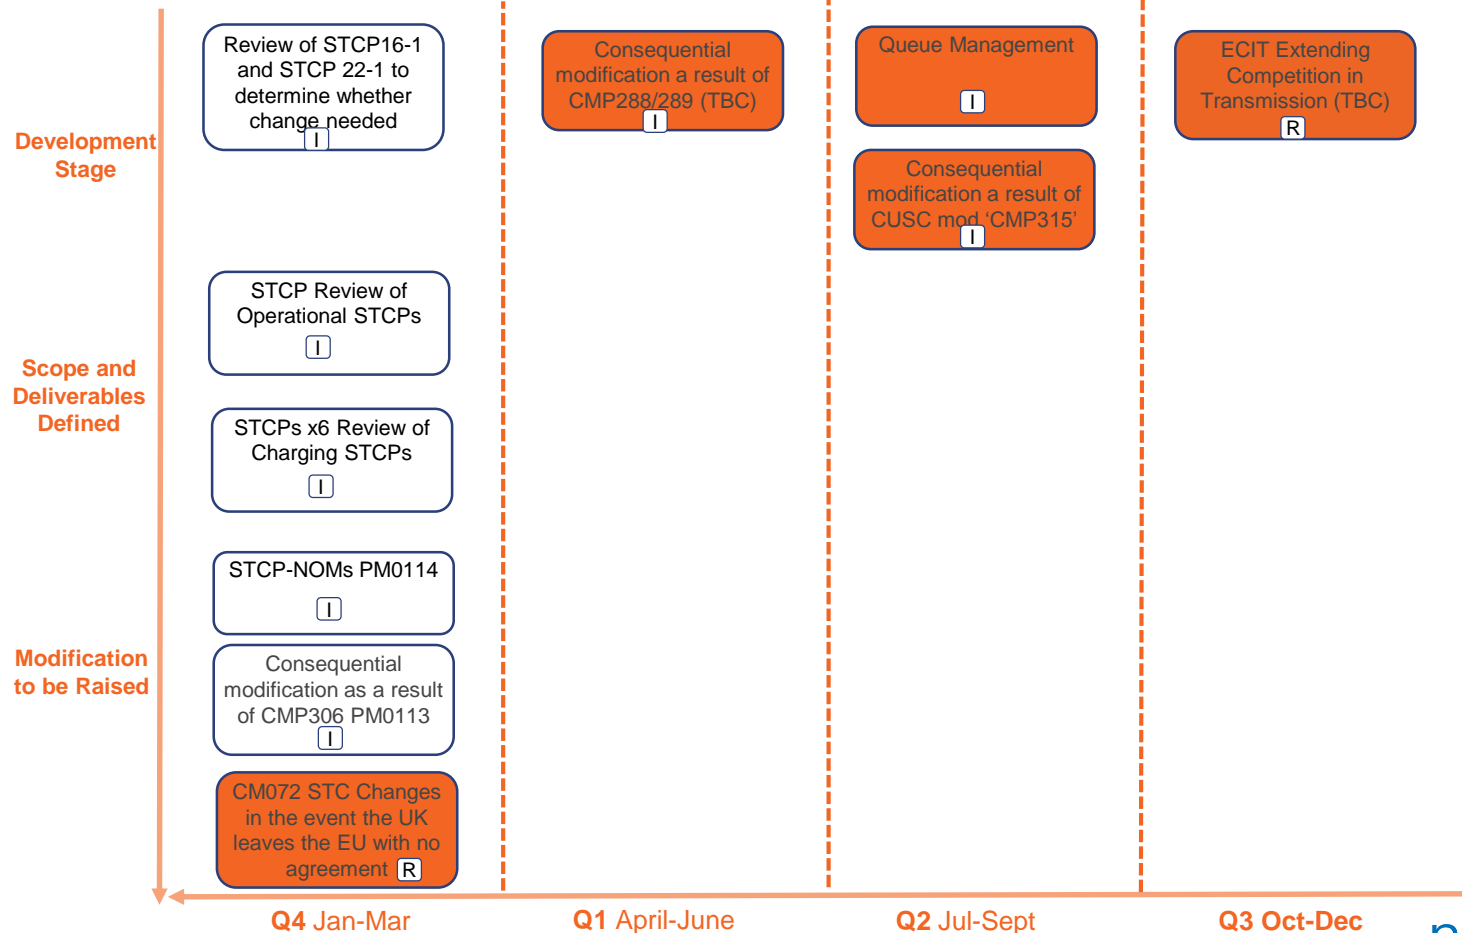 Development
Stage
Review of STCP16-1
and STCP 22-1 to
determine whether
change needed
I
Consequential
modification a result of
CMP288/289 (TBC)
I
Queue Management
I
Consequential
modification a result of
CUSC mod ‘CMP315’
I
ECIT Extending
Competition in
Transmission (TBC)
R
Scope and
Deliverables
Defined
STCP Review of
Operational STCPs
I
STCPs x6 Review of
Charging STCPs
I
Modification
to be Raised
STCP-NOMs PM0114
I
Consequential
modification as a result
of CMP306 PM0113
I
CM072 STC Changes
in the event the UK
leaves the EU with no
agreement R
Q4 Jan-Mar
Q1 April-June
Q2 Jul-Sept
Q3 Oct-Dec